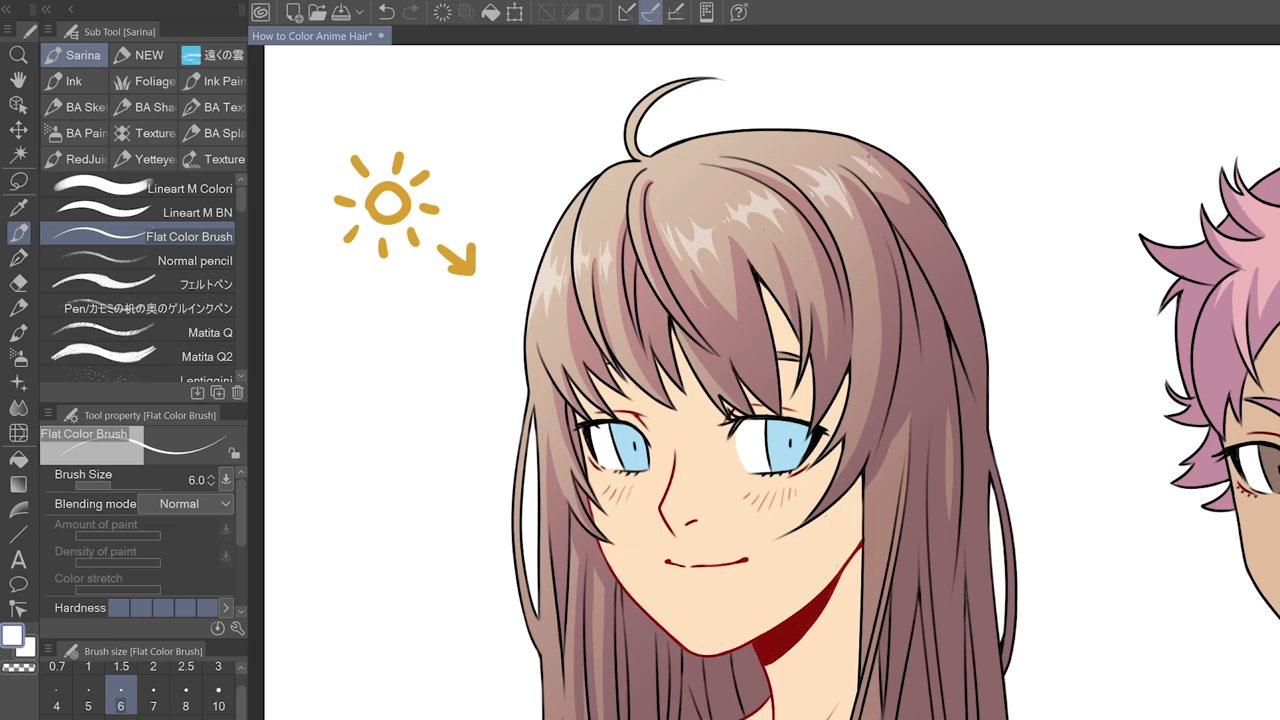 Sub Tool [Sarina]
How to Color Anime Hair*
Sarina
NEW
遠くの雲
Ink
Foliage
Ink Pain
BA Ske
BA Sha
BA Text
BA Pain
Texture
BA Spla
RedJuic
Yetteye
Texture
Lineart M Colori
Lineart M BN
Flat Color Brush
Normal pencil
フェルトペン
Pen/カモミの机の奥のゲルインクペン
Matita Q
Matita Q2
Lentiggini
Tool property [Flat Color Brush]
Flat Color Brush
Brush Size 6.0
Blending mode Normal
Amount of paint
Density of paint
Color stretch
Hardness
Brush size [Flat Color Brush]
0.7 1 1.5 2 2.5 3
4 5 6 7 8 10